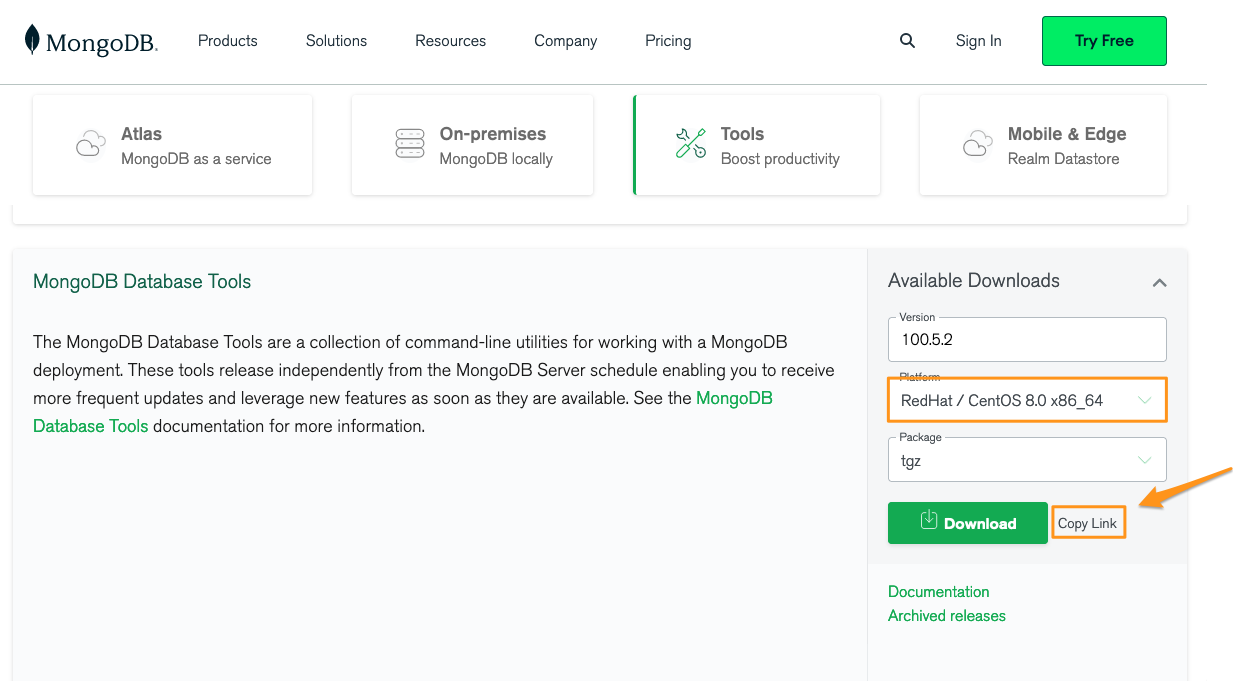 MongoDB. Products Solutions Resources Company Pricing Sign In Try Free
Atlas
MongoDB as a service
On-premises
MongoDB locally
Tools
Boost productivity
Mobile & Edge
Realm Datastore
MongoDB Database Tools
The MongoDB Database Tools are a collection of command-line utilities for working with a MongoDB
deployment. These tools release independently from the MongoDB Server schedule enabling you to receive
more frequent updates and leverage new features as soon as they are available. See the MongoDB
Database Tools documentation for more information.
Available Downloads
Version
100.5.2
Platform
RedHat / CentOS 8.0 x86_64
Package
tgz
Download Copy Link
Documentation
Archived releases